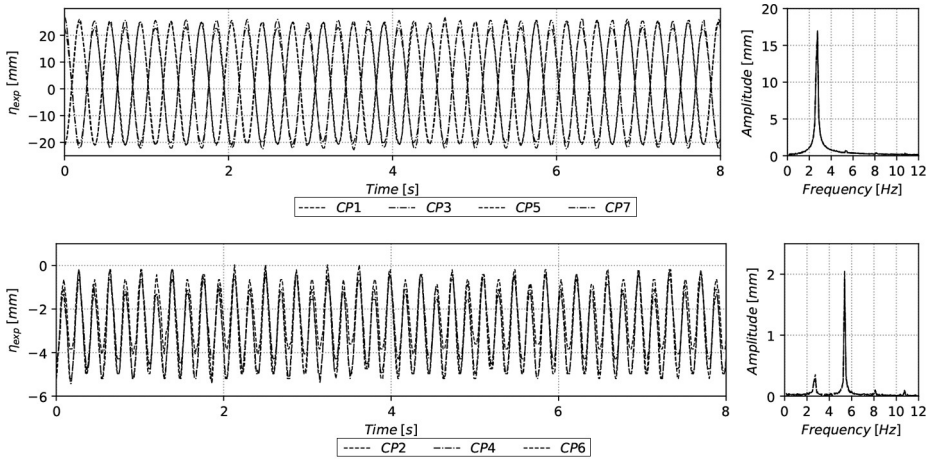 η_exp [mm]
20
10
0
−10
−20
0 2 4 6 8
Time [s]
CP1 CP3 CP5 CP7
Amplitude [mm]
20
15
10
5
0
0 2 4 6 8 10 12
Frequency [Hz]
η_exp [mm]
0
−2
−4
−6
0 2 4 6 8
Time [s]
CP2 CP4 CP6
Amplitude [mm]
2
1
0
0 2 4 6 8 10 12
Frequency [Hz]